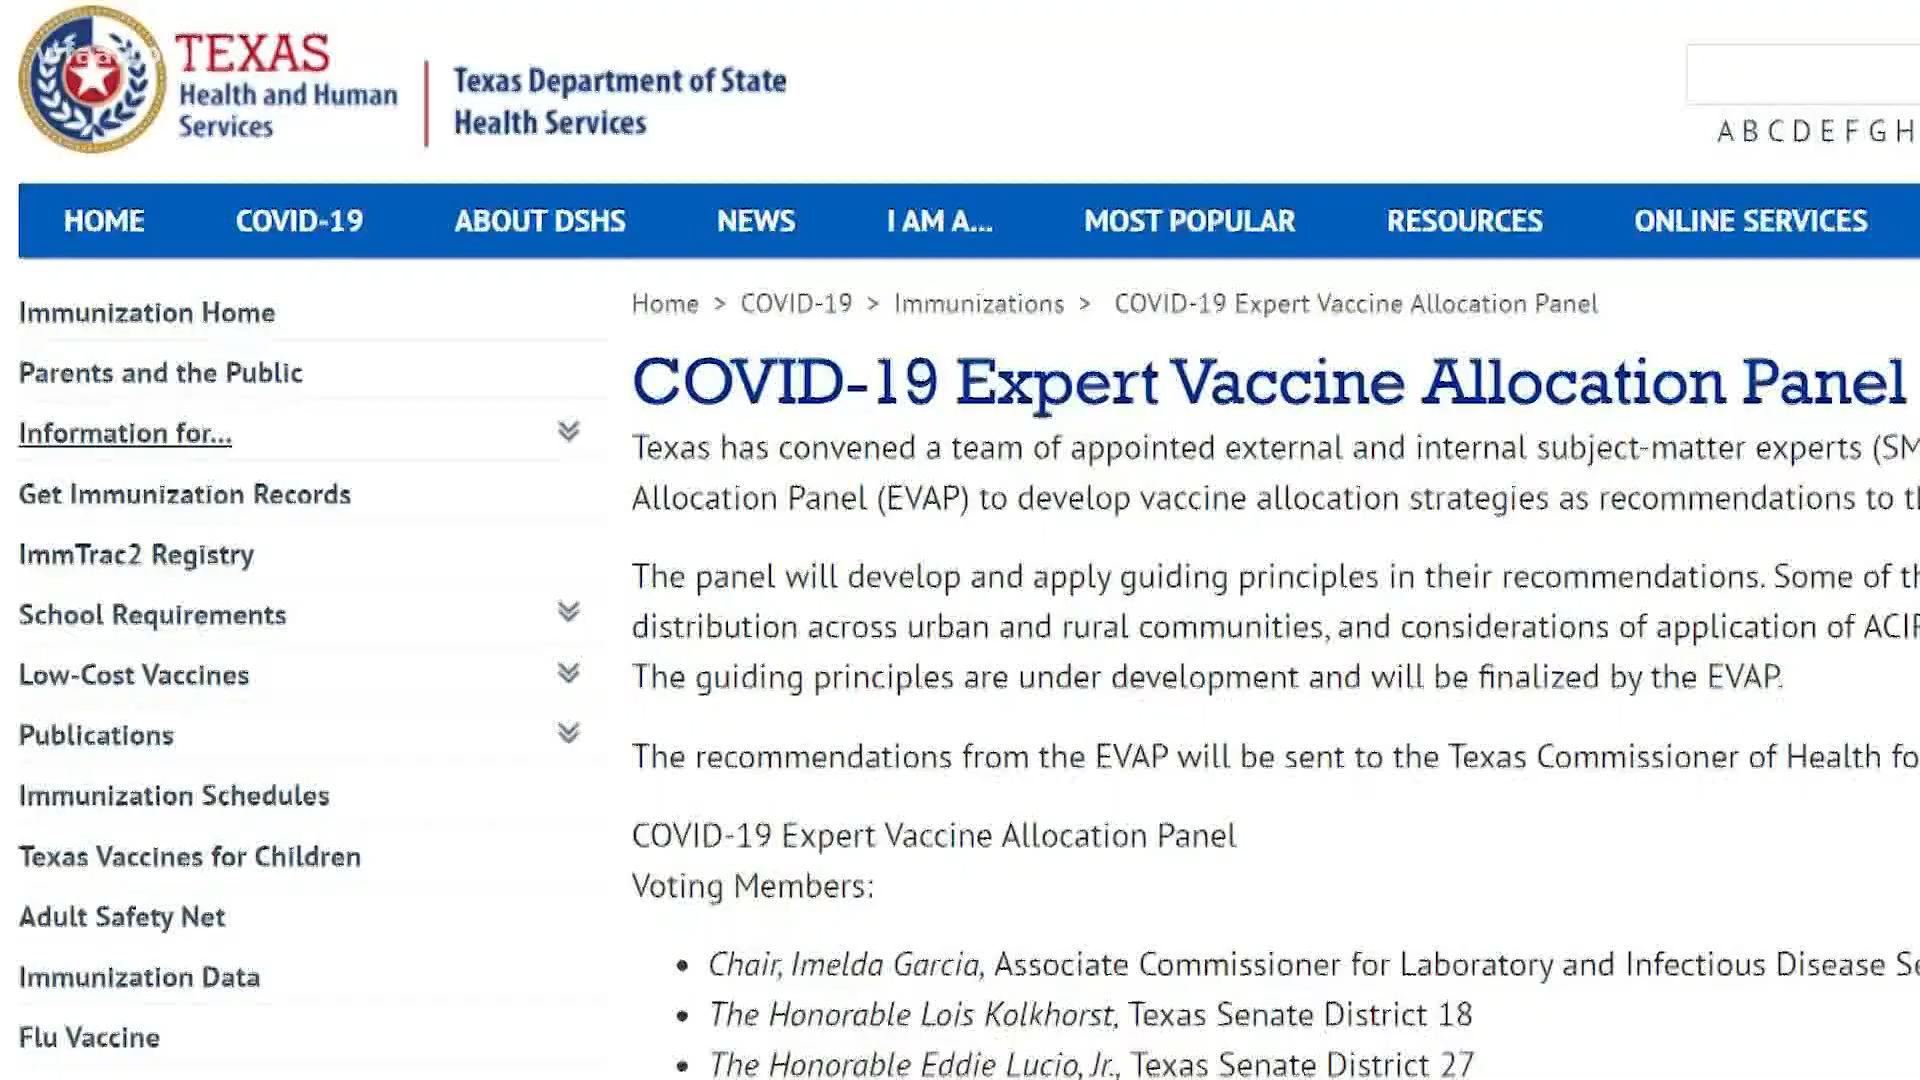 TEXAS
Health and Human
Services
Texas Department of State
Health Services
A B C D E F G H
HOME COVID-19 ABOUT DSHS NEWS I AM A... MOST POPULAR RESOURCES ONLINE SERVICES
Immunization Home
Parents and the Public
Information for...
Get Immunization Records
ImmTrac2 Registry
School Requirements
Low-Cost Vaccines
Publications
Immunization Schedules
Texas Vaccines for Children
Adult Safety Net
Immunization Data
Flu Vaccine
Home > COVID-19 > Immunizations > COVID-19 Expert Vaccine Allocation Panel
COVID-19 Expert Vaccine Allocation Panel
Texas has convened a team of appointed external and internal subject-matter experts (SM
Allocation Panel (EVAP) to develop vaccine allocation strategies as recommendations to
The panel will develop and apply guiding principles in their recommendations. Some of
distribution across urban and rural communities, and considerations of application of ACIP
The guiding principles are under development and will be finalized by the EVAP.
The recommendations from the EVAP will be sent to the Texas Commissioner of Health fo
COVID-19 Expert Vaccine Allocation Panel
Voting Members:
• Chair, Imelda Garcia, Associate Commissioner for Laboratory and Infectious Disease Se
• The Honorable Lois Kolkhorst, Texas Senate District 18
• The Honorable Eddie Lucio, Jr., Texas Senate District 27